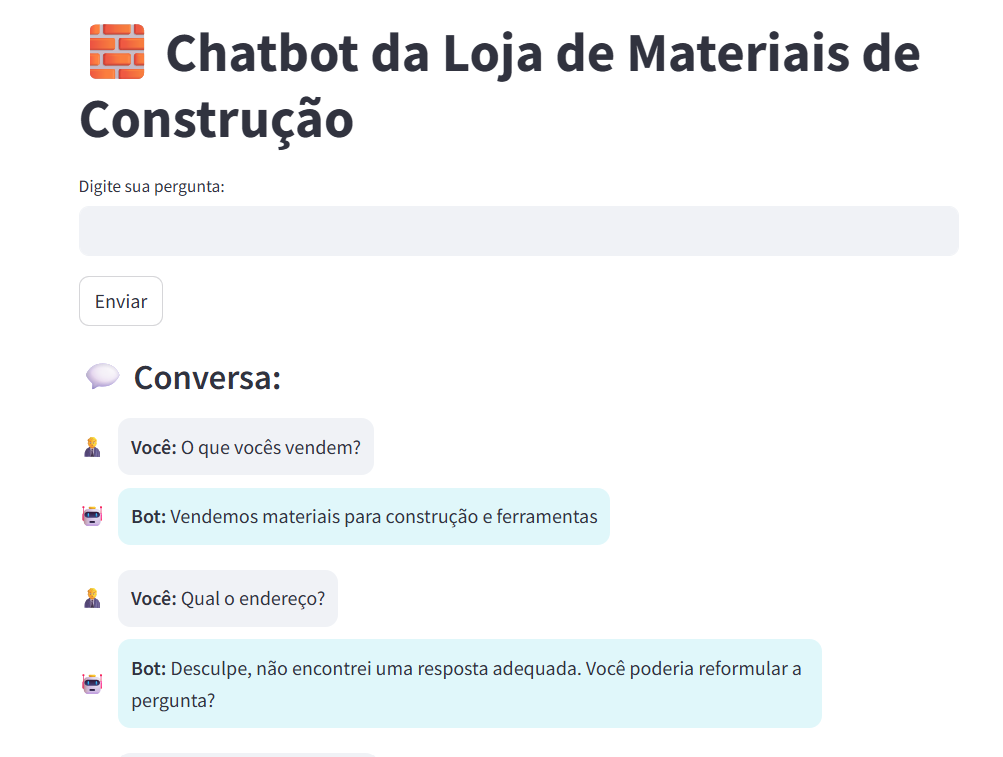 Chatbot da Loja de Materiais de
Construção
Digite sua pergunta:
Enviar
Conversa:
Você: O que vocês vendem?
Bot: Vendemos materiais para construção e ferramentas
Você: Qual o endereço?
Bot: Desculpe, não encontrei uma resposta adequada. Você poderia reformular a
pergunta?